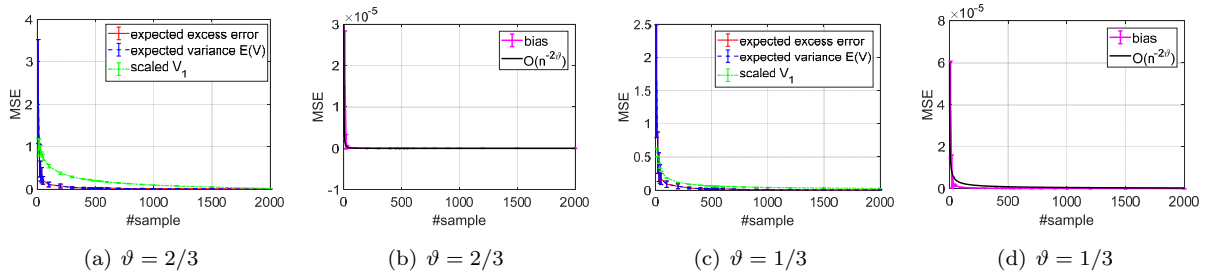 4
3
2
1
0
MSE
0
500
1000
1500
2000
#sample
expected excess error
expected variance E(V)
scaled V1
(a) ϑ = 2/3
×10-5
3
2
1
0
-1
MSE
0
500
1000
1500
2000
#sample
bias
O(n-2ϑ)
(b) ϑ = 2/3
2.5
2
1.5
1
0.5
0
MSE
0
500
1000
1500
2000
#sample
expected excess error
expected variance E(V)
scaled V1
(c) ϑ = 1/3
×10-5
8
6
4
2
0
MSE
0
500
1000
1500
2000
#sample
bias
O(n-2ϑ)
(d) ϑ = 1/3